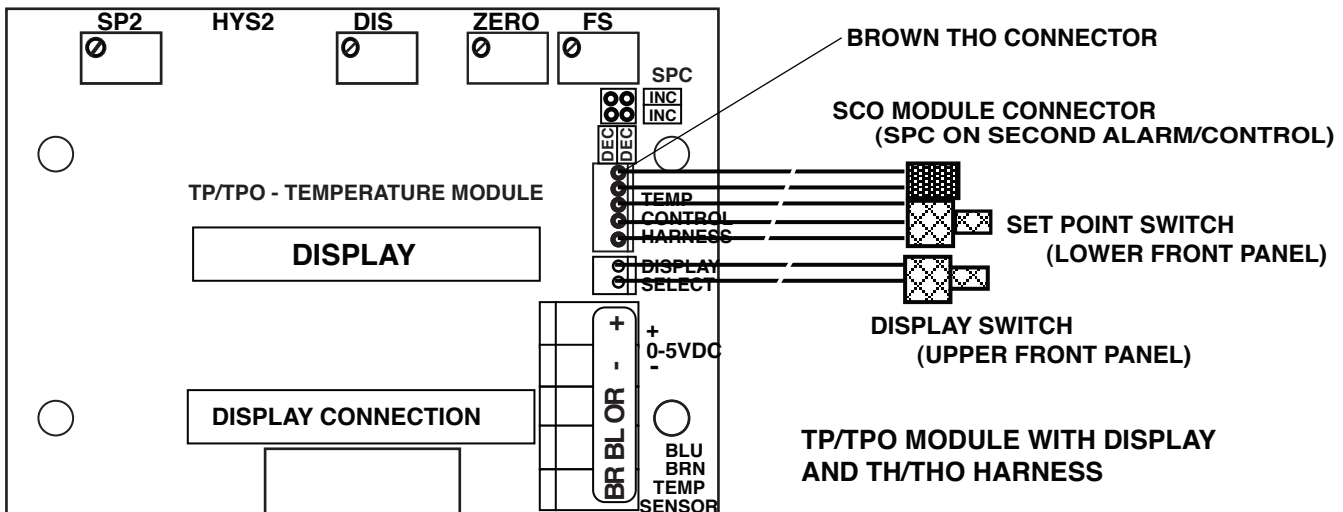 SP2 HYS2 DIS ZERO FS
BROWN THO CONNECTOR
SPC
INC
INC
DEC
DEC
SCO MODULE CONNECTOR
(SPC ON SECOND ALARM/CONTROL)
TP/TPO - TEMPERATURE MODULE
TEMP
CONTROL
HARNESS
SET POINT SWITCH
(LOWER FRONT PANEL)
DISPLAY
DISPLAY
SELECT
DISPLAY SWITCH
(UPPER FRONT PANEL)
+
0-5VDC
-
BR BL OR - +
DISPLAY CONNECTION
BLU
BRN
TEMP
SENSOR
TP/TPO MODULE WITH DISPLAY
AND TH/THO HARNESS